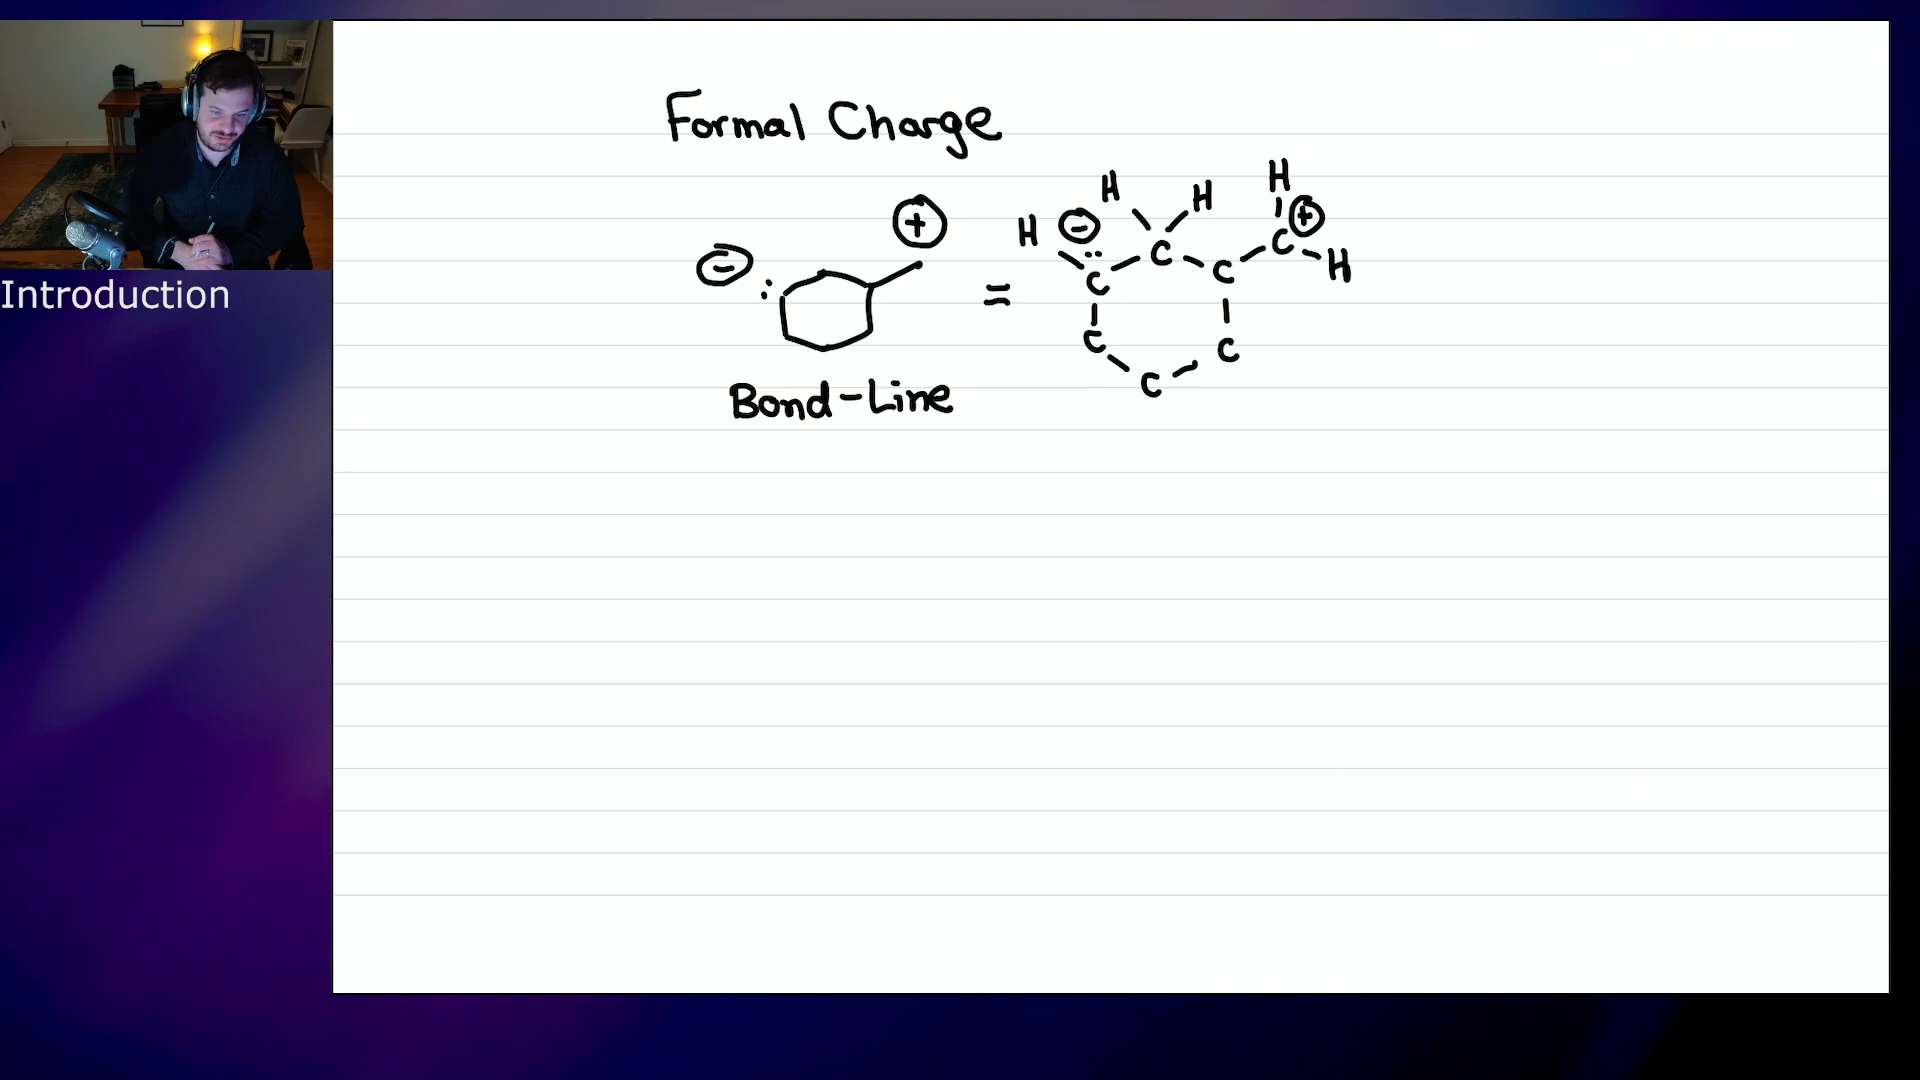 Formal Charge
H H H
⊖ ⊕ H ⊖ C C ⊕
: = C C H
C C
C
Bond-Line
Introduction